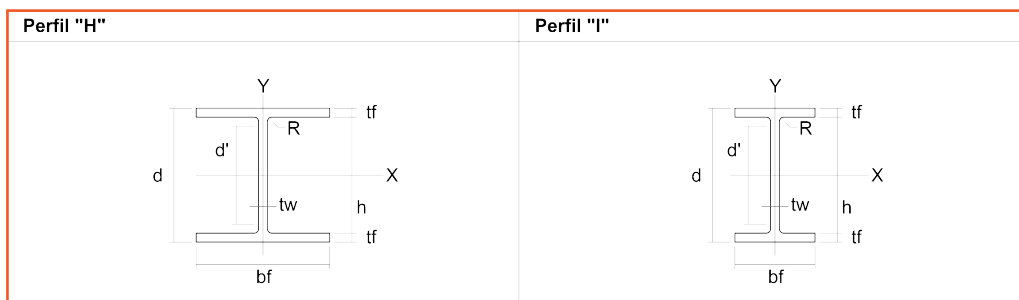 Perfil "H"
Perfil "I"
Y
tf
R
d'
d
X
tw
h
tf
bf
Y
tf
R
d'
d
X
tw
h
tf
bf